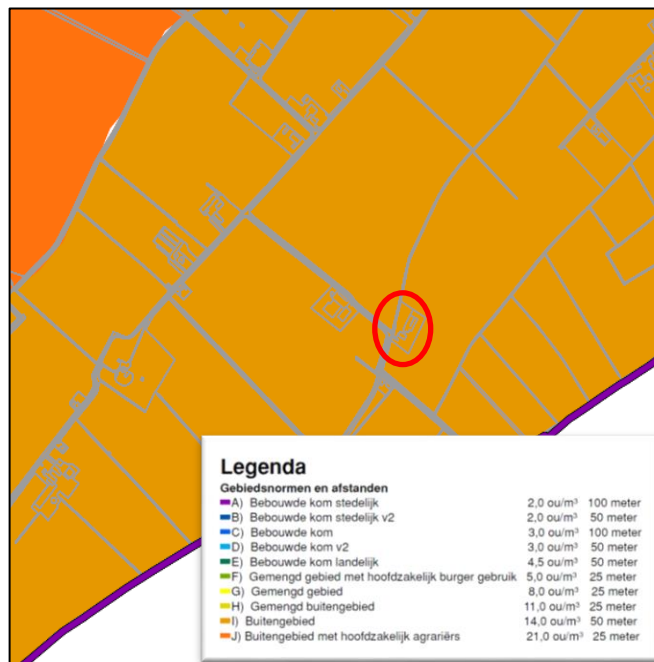 Legenda
Gebiedsnormen en afstanden
A) Bebouwde kom stedelijk 2,0 ou/m³ 100 meter
B) Bebouwde kom stedelijk v2 2,0 ou/m³ 50 meter
C) Bebouwde kom 3,0 ou/m³ 100 meter
D) Bebouwde kom v2 3,0 ou/m³ 50 meter
E) Bebouwde kom landelijk 4,5 ou/m³ 50 meter
F) Gemengd gebied met hoofdzakelijk burger gebruik 5,0 ou/m³ 25 meter
G) Gemengd gebied 8,0 ou/m³ 25 meter
H) Gemengd buitengebied 11,0 ou/m³ 25 meter
I) Buitengebied 14,0 ou/m³ 50 meter
J) Buitengebied met hoofdzakelijk agrariërs 21,0 ou/m³ 25 meter